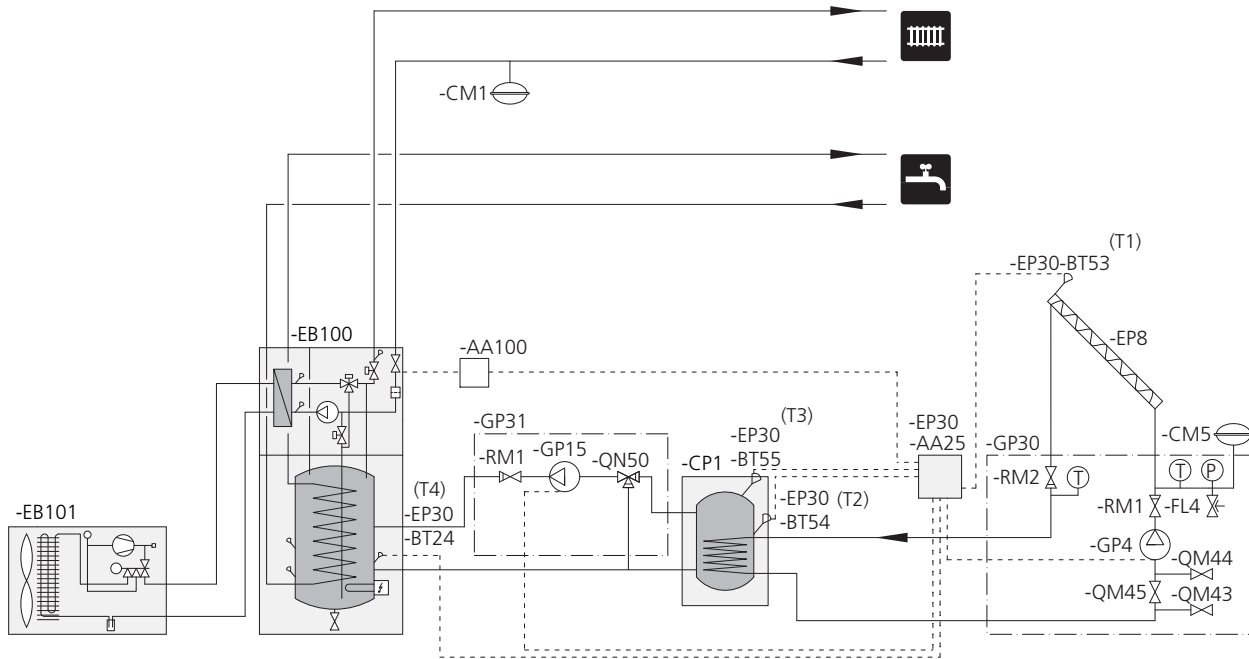 -CM1
(T1)
-EP30-BT53
-EP8
-EB100
-AA100
-CM5
-GP31
-GP15
-QN50
-RM1
(T3)
-EP30
-BT55
-CP1
-EP30 (T2)
-BT54
-EP30
-AA25
-GP30
-RM2
T
T
P
-RM1
-FL4
-GP4
-QM44
-QM45
-QM43
(T4)
-EP30
-BT24
-EB101